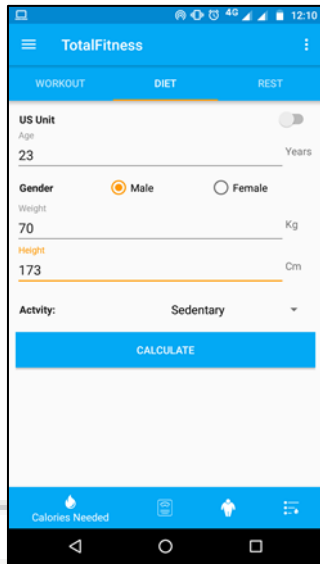 4G 12:10
TotalFitness
WORKOUT DIET REST
US Unit
Age
23 Years
Gender Male Female
Weight
70 Kg
Height
173 Cm
Actvity: Sedentary
CALCULATE
Calories Needed